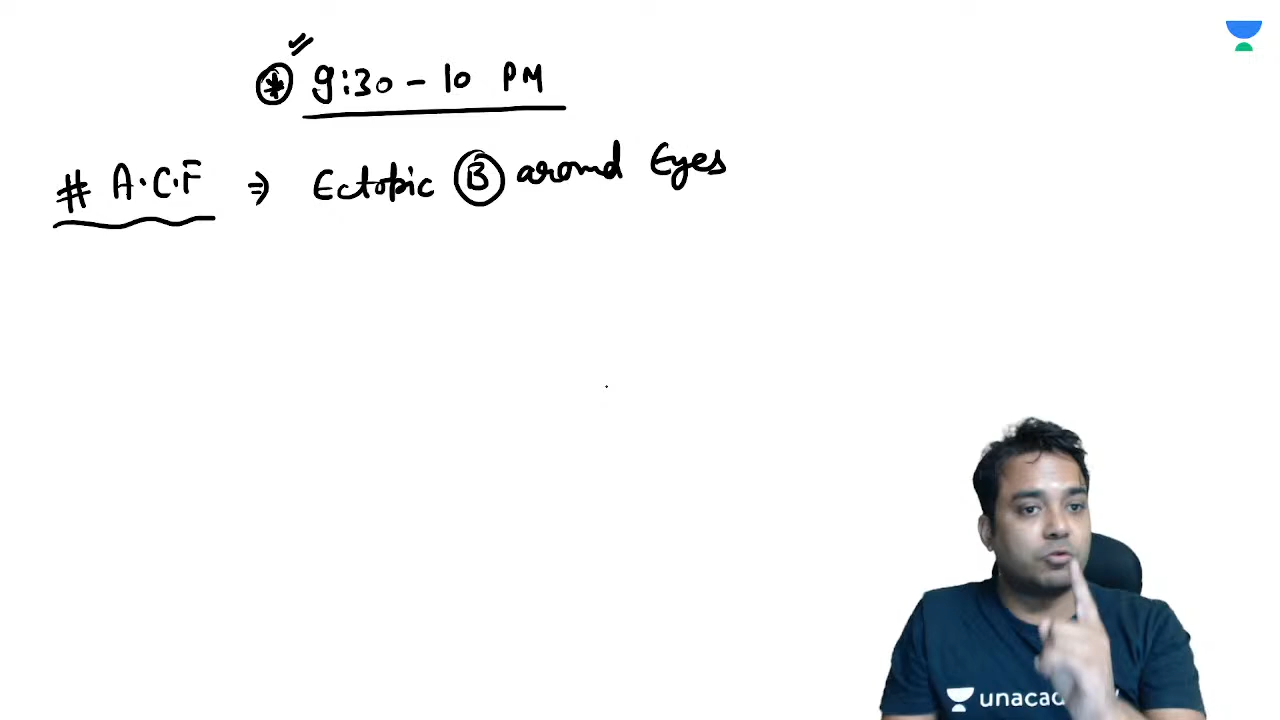 * 9:30 - 10 PM
# A.C.F ⇒ Ectopic B around Eyes
unacad